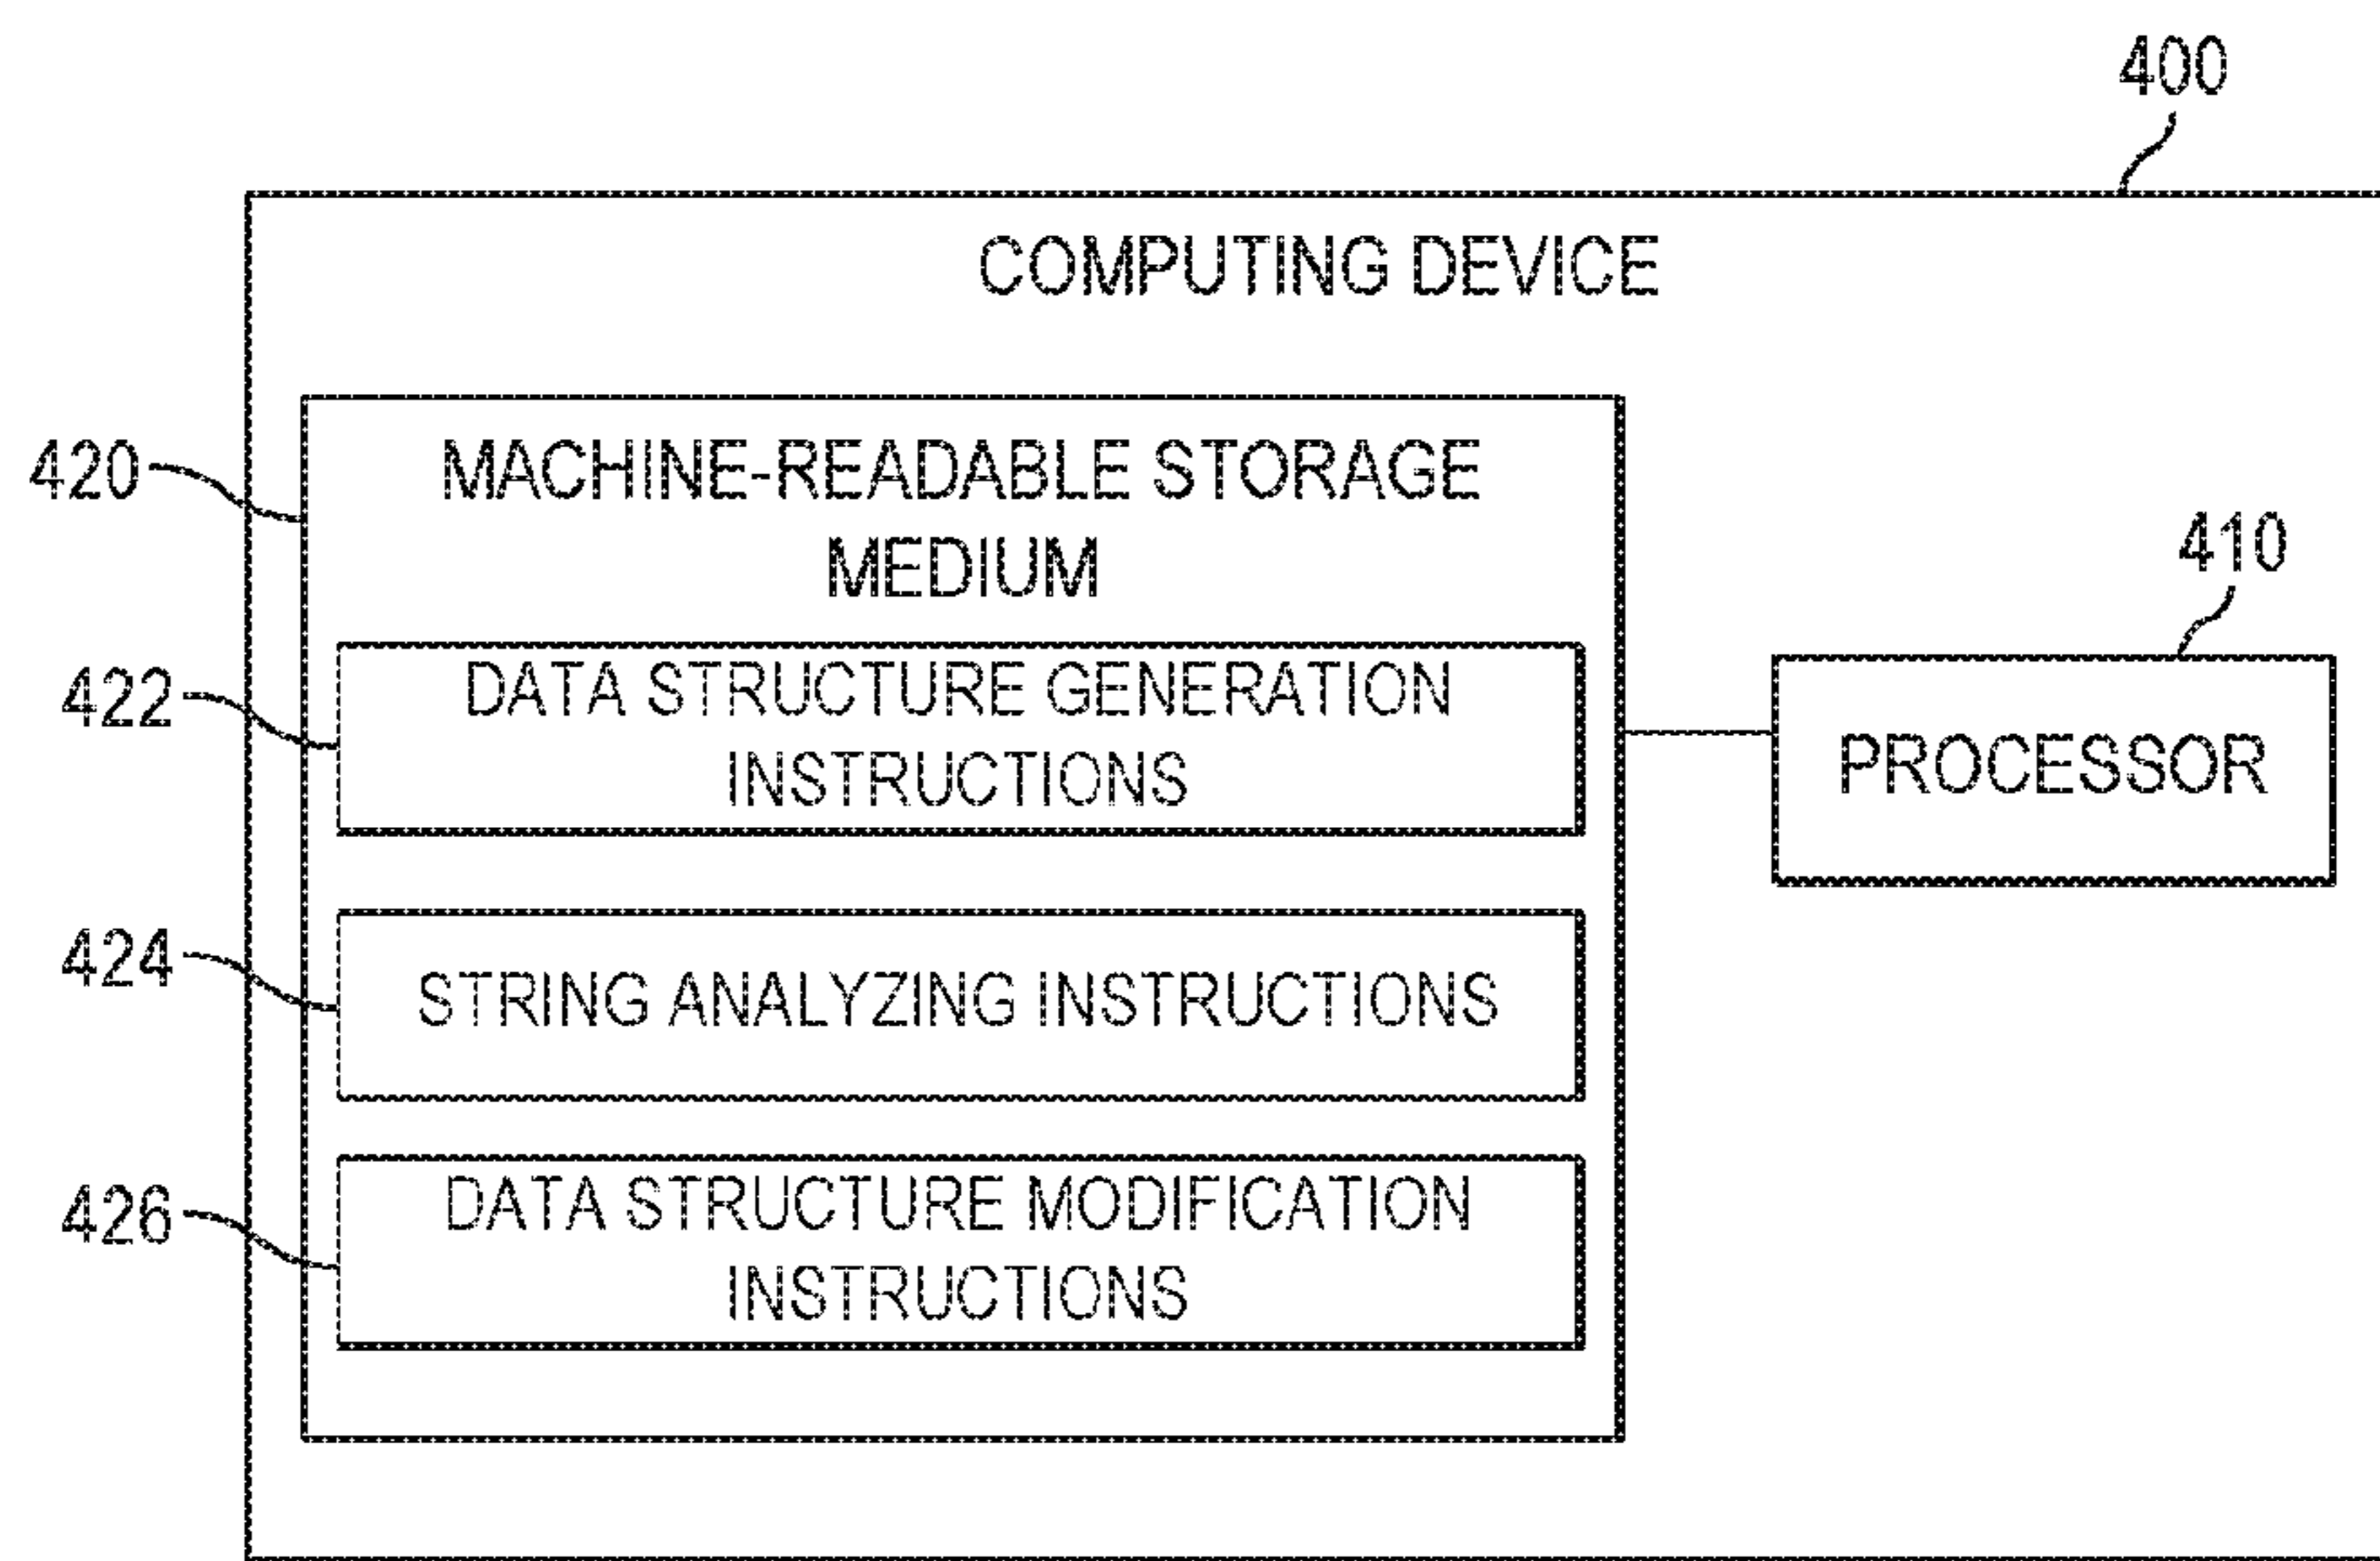 400
COMPUTING DEVICE
420
MACHINE-READABLE STORAGE
MEDIUM
410
422
DATA STRUCTURE GENERATION
INSTRUCTIONS
PROCESSOR
424
STRING ANALYZING INSTRUCTIONS
426
DATA STRUCTURE MODIFICATION
INSTRUCTIONS